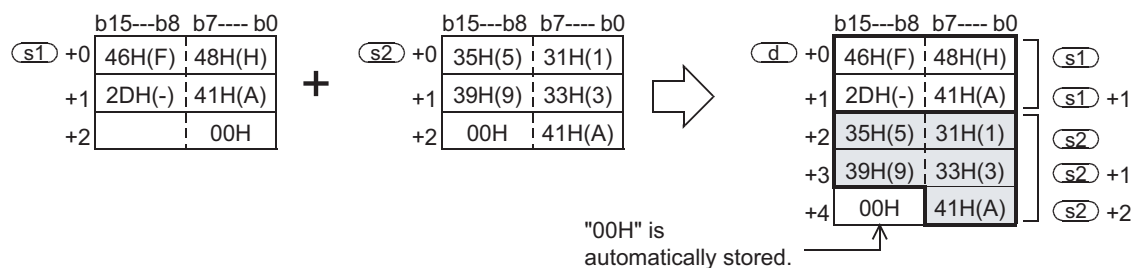 b15---b8 b7---- b0 b15---b8 b7---- b0 b15---b8 b7---- b0
s1 +0 46H(F) 48H(H) s2 +0 35H(5) 31H(1) d +0 46H(F) 48H(H) s1
+1 2DH(-) 41H(A) + +1 39H(9) 33H(3) +1 2DH(-) 41H(A) s1 +1
+2 00H +2 00H 41H(A) +2 35H(5) 31H(1) s2
+3 39H(9) 33H(3) s2 +1
+4 00H 41H(A) s2 +2
"00H" is
automatically stored.